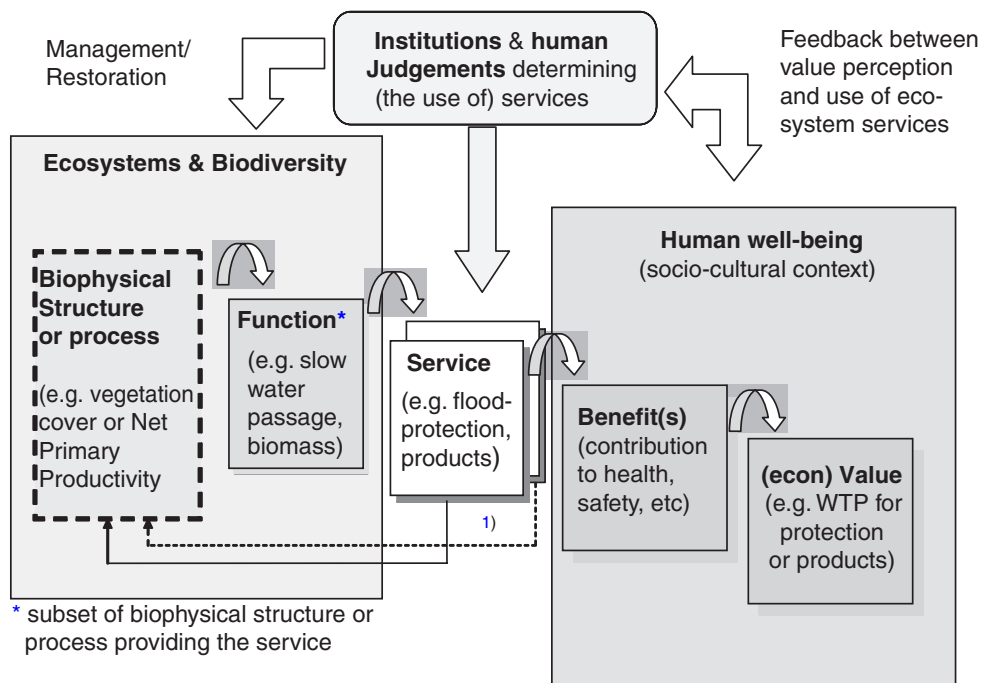 Management/
Restoration
Institutions & human
Judgements determining
(the use of) services
Feedback between
value perception
and use of eco-
system services
Ecosystems & Biodiversity
Biophysical
Structure
or process
(e.g. vegetation
cover or Net
Primary
Productivity
Function*
(e.g. slow
water
passage,
biomass)
Service
(e.g. flood-
protection,
products)
1)
Human well-being
(socio-cultural context)
Benefit(s)
(contribution
to health,
safety, etc)
(econ) Value
(e.g. WTP for
protection
or products)
* subset of biophysical structure or
process providing the service